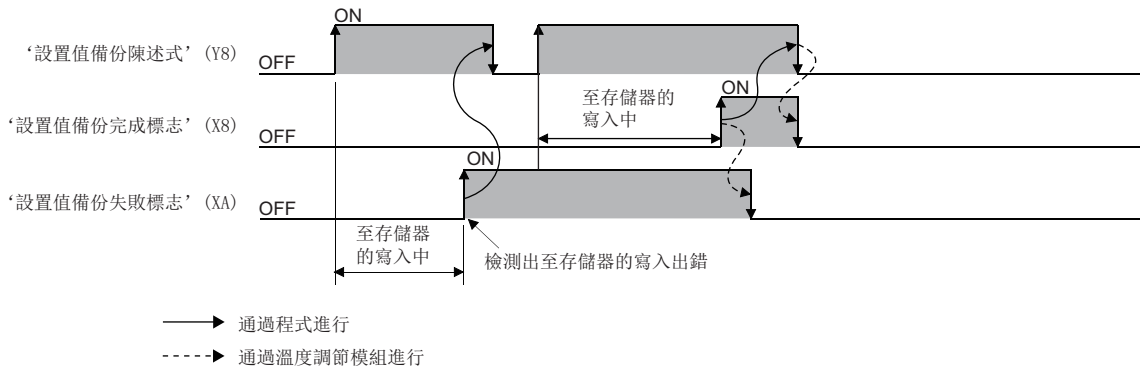 ON
‘設置值備份陳述式’(Y8)
OFF
至存儲器的
寫入中
ON
‘設置值備份完成標志’(X8)
OFF
ON
‘設置值備份失敗標志’(XA)
OFF
至存儲器
的寫入中
檢測出至存儲器的寫入出錯
通過程式進行
通過溫度調節模組進行